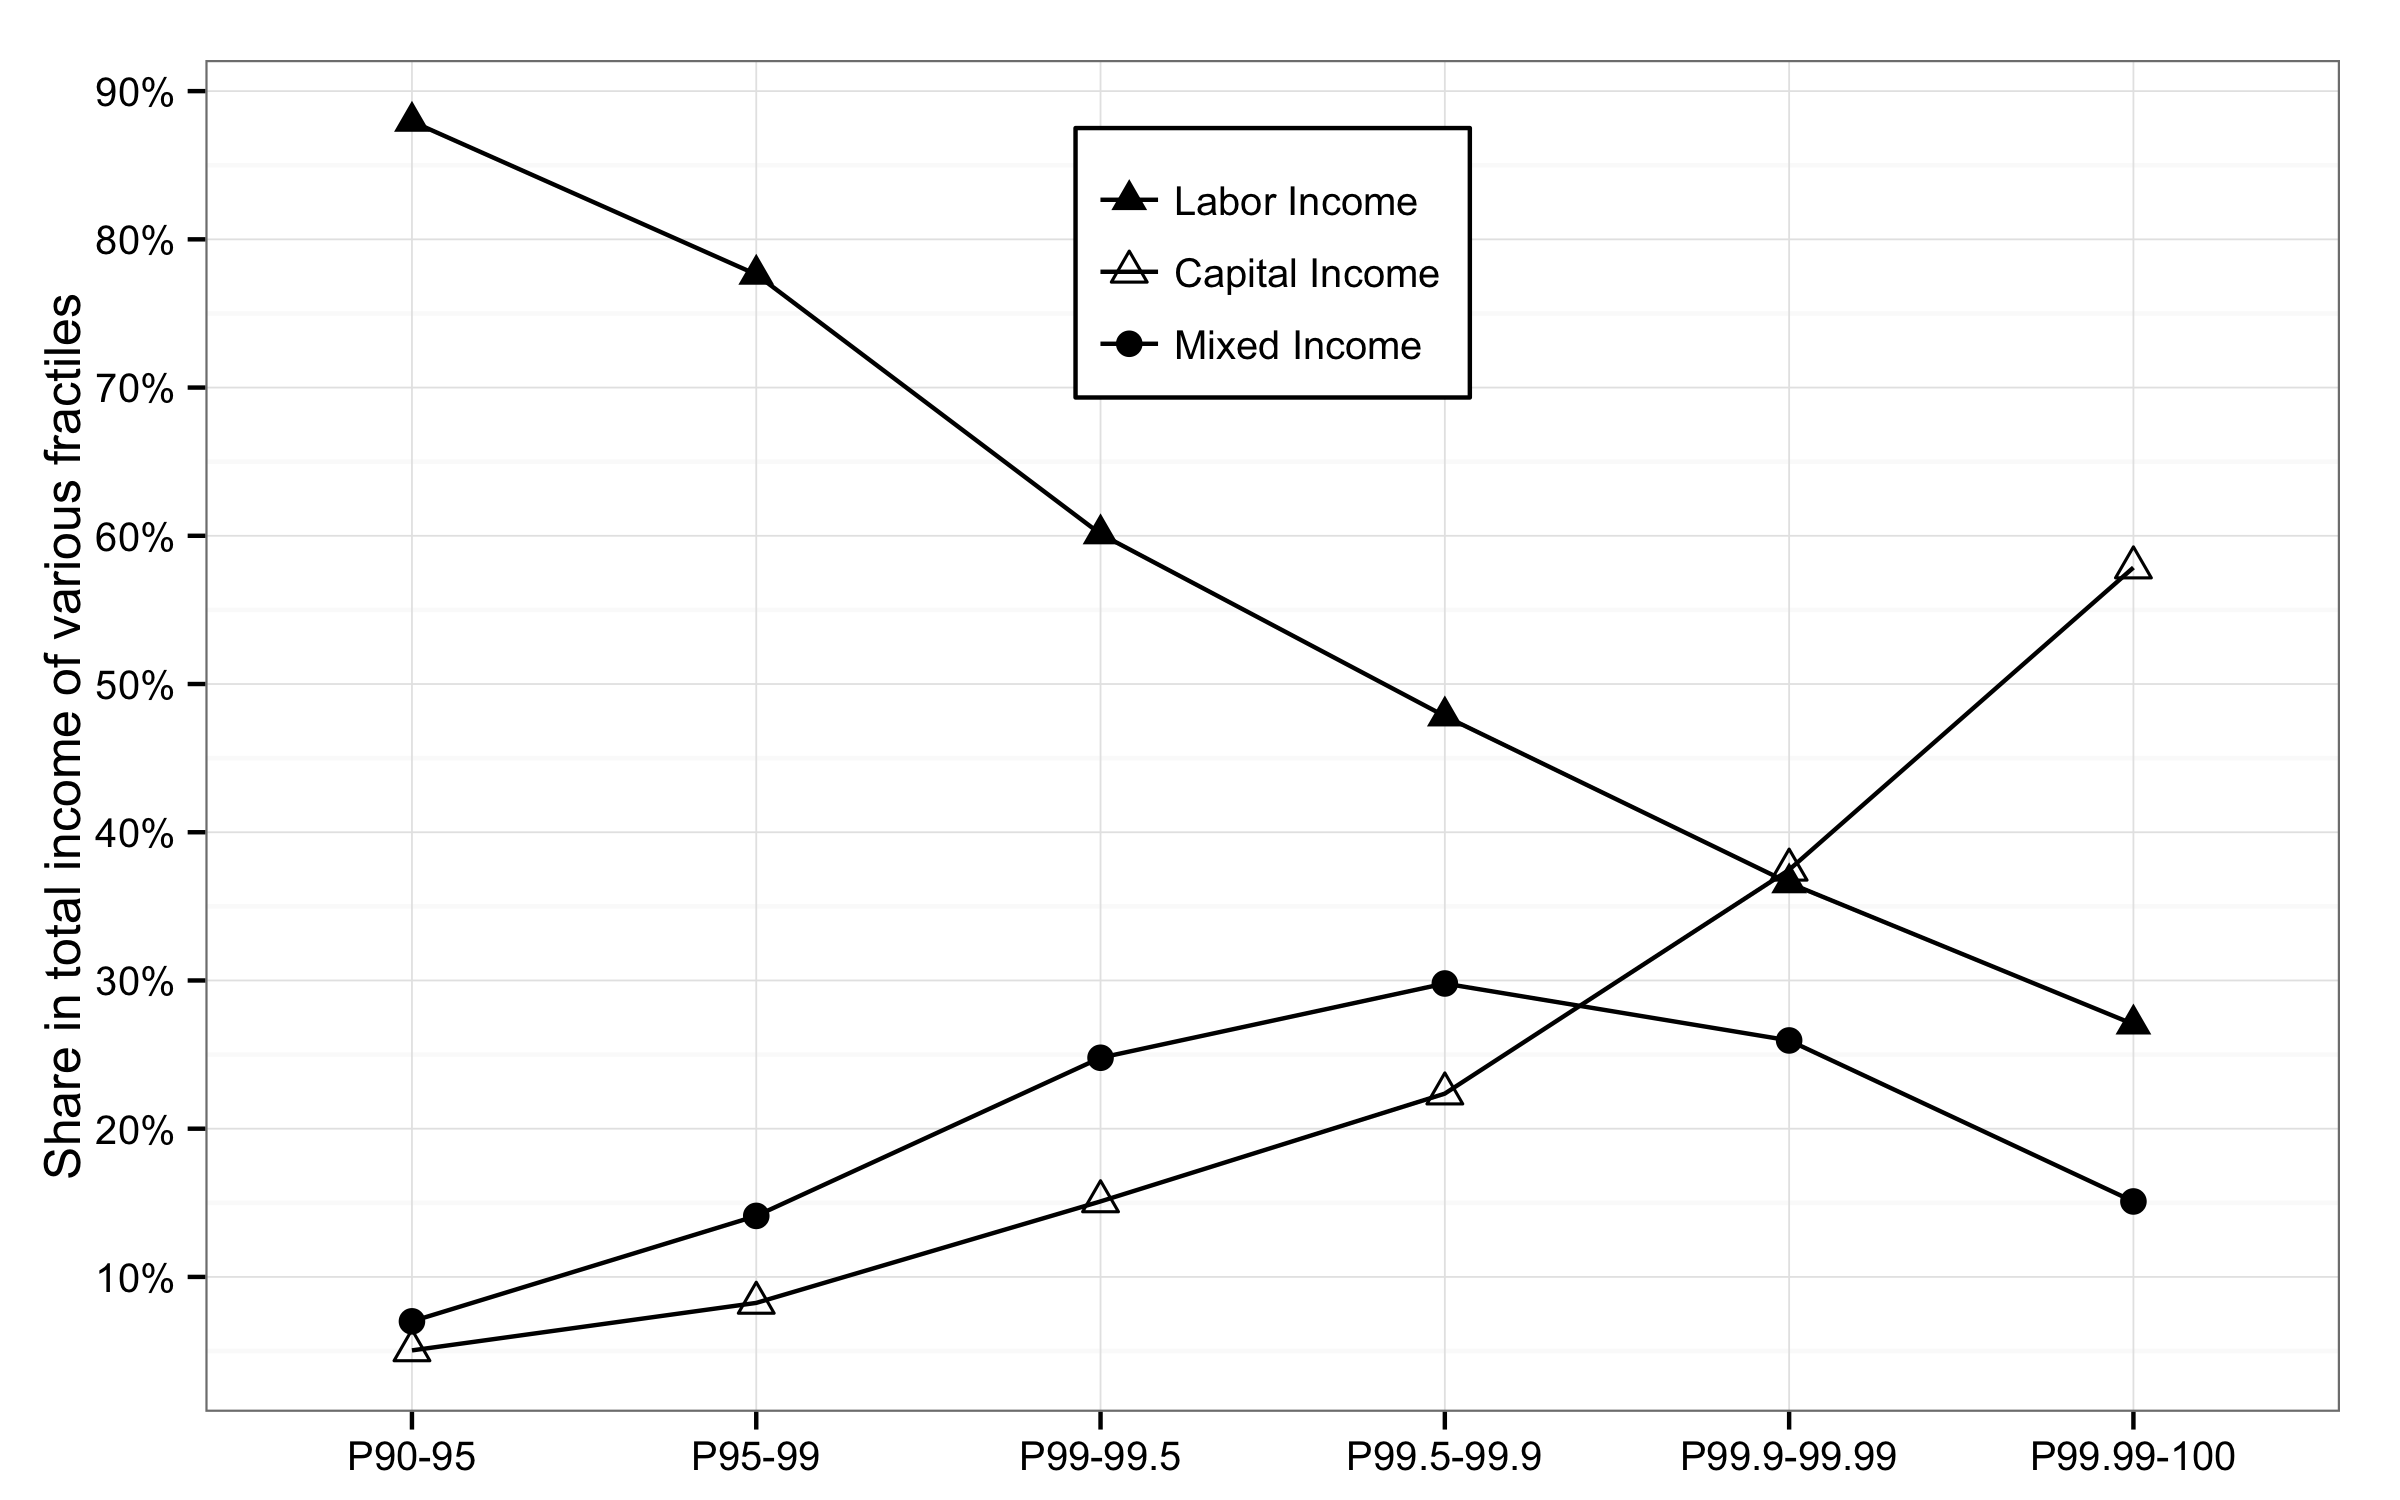 Share in total income of various fractiles
90%
80%
70%
60%
50%
40%
30%
20%
10%
Labor Income
Capital Income
Mixed Income
P90-95
P95-99
P99-99.5
P99.5-99.9
P99.9-99.99
P99.99-100